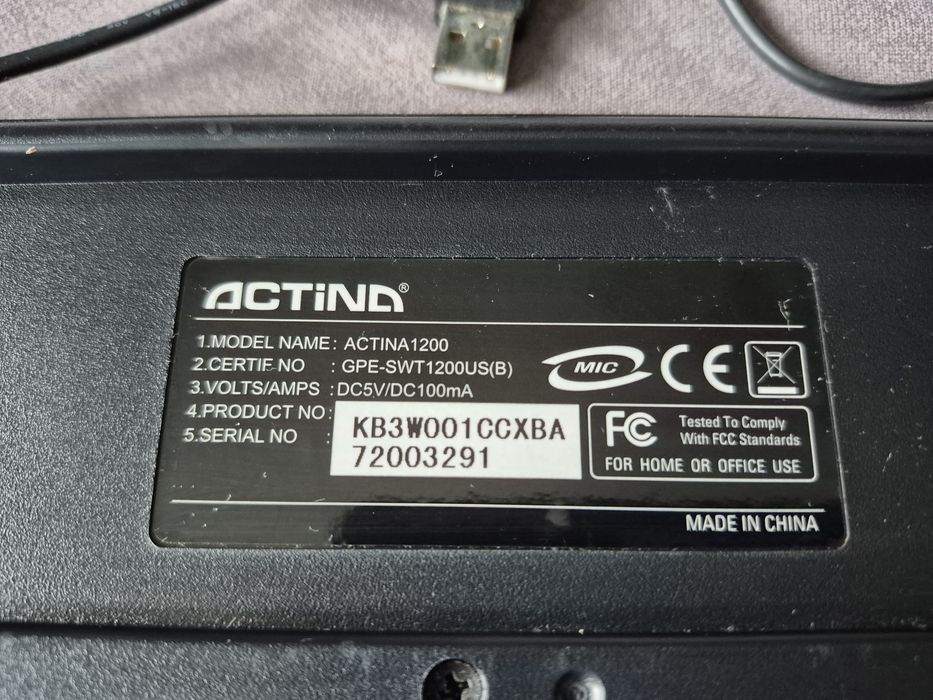 ACTiNA®
1.MODEL NAME: ACTINA1200
2.CERTIF NO : GPE-SWT1200US(B)
3.VOLTS/AMPS : DC5V/DC100mA
4.PRODUCT NO: KB3W001CCXBA
5.SERIAL NO : 72003291
MIC CE
FC Tested To Comply
With FCC Standards
FOR HOME OR OFFICE USE
MADE IN CHINA